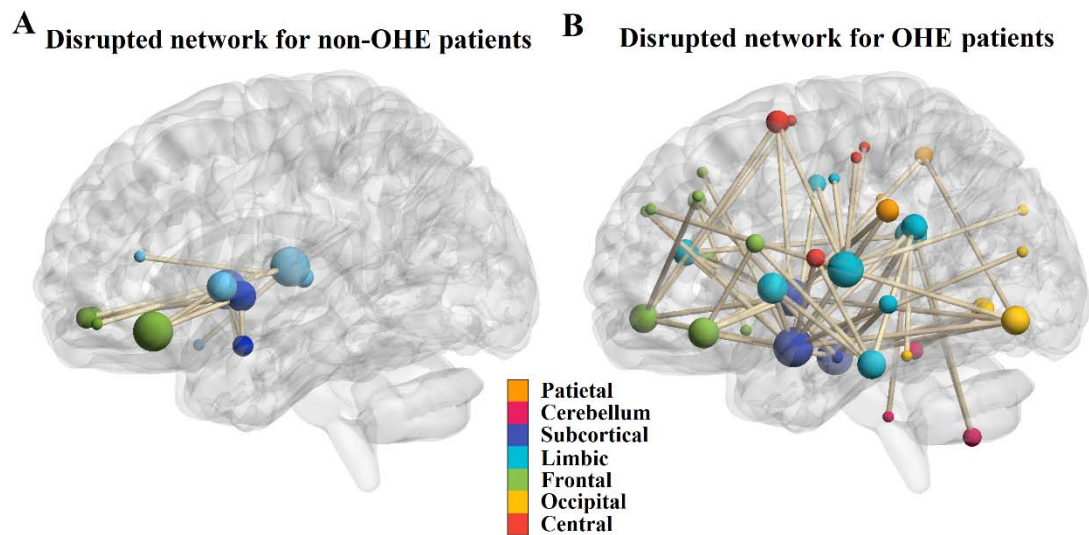 A
Disrupted network for non-OHE patients
B
Disrupted network for OHE patients
Patietal
Cerebellum
Subcortical
Limbic
Frontal
Occipital
Central